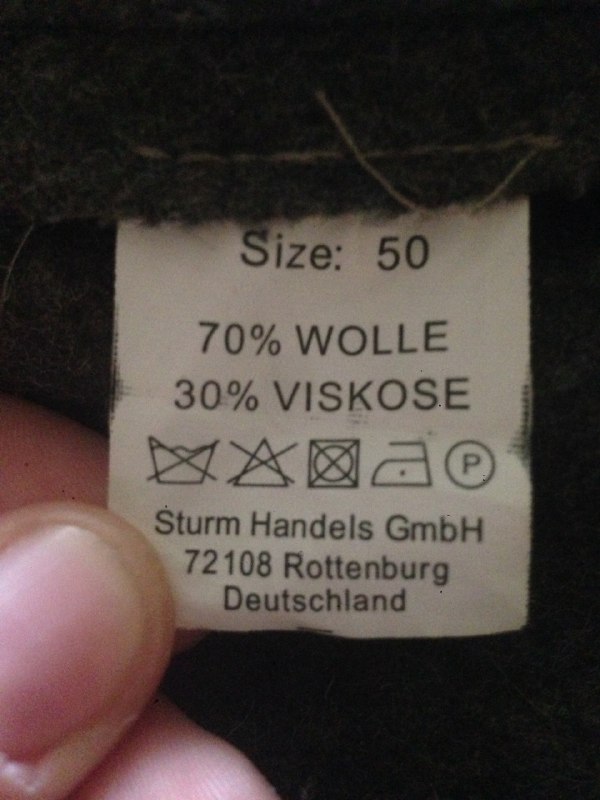 Size: 50
70% WOLLE
30% VISKOSE
P
Sturm Handels GmbH
72108 Rottenburg
Deutschland